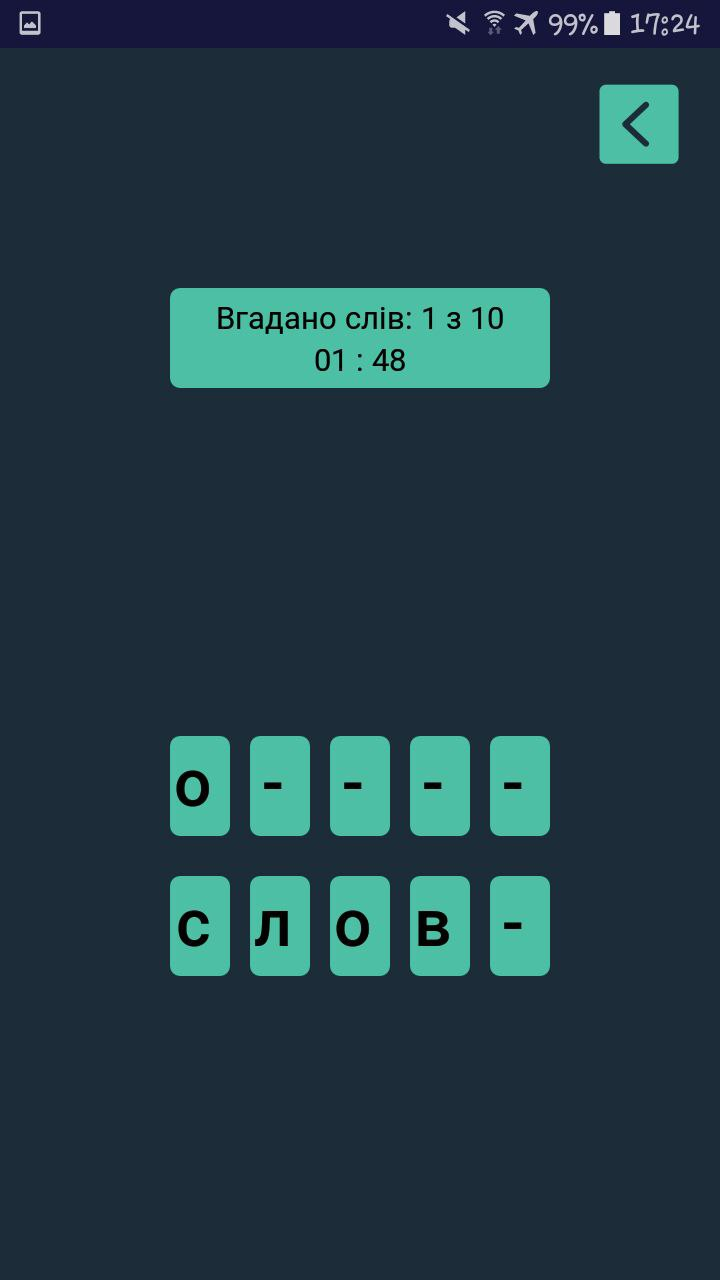 99% 17:24
Вгадано слів: 1 з 10
01 : 48
о - - - -
с л о в -